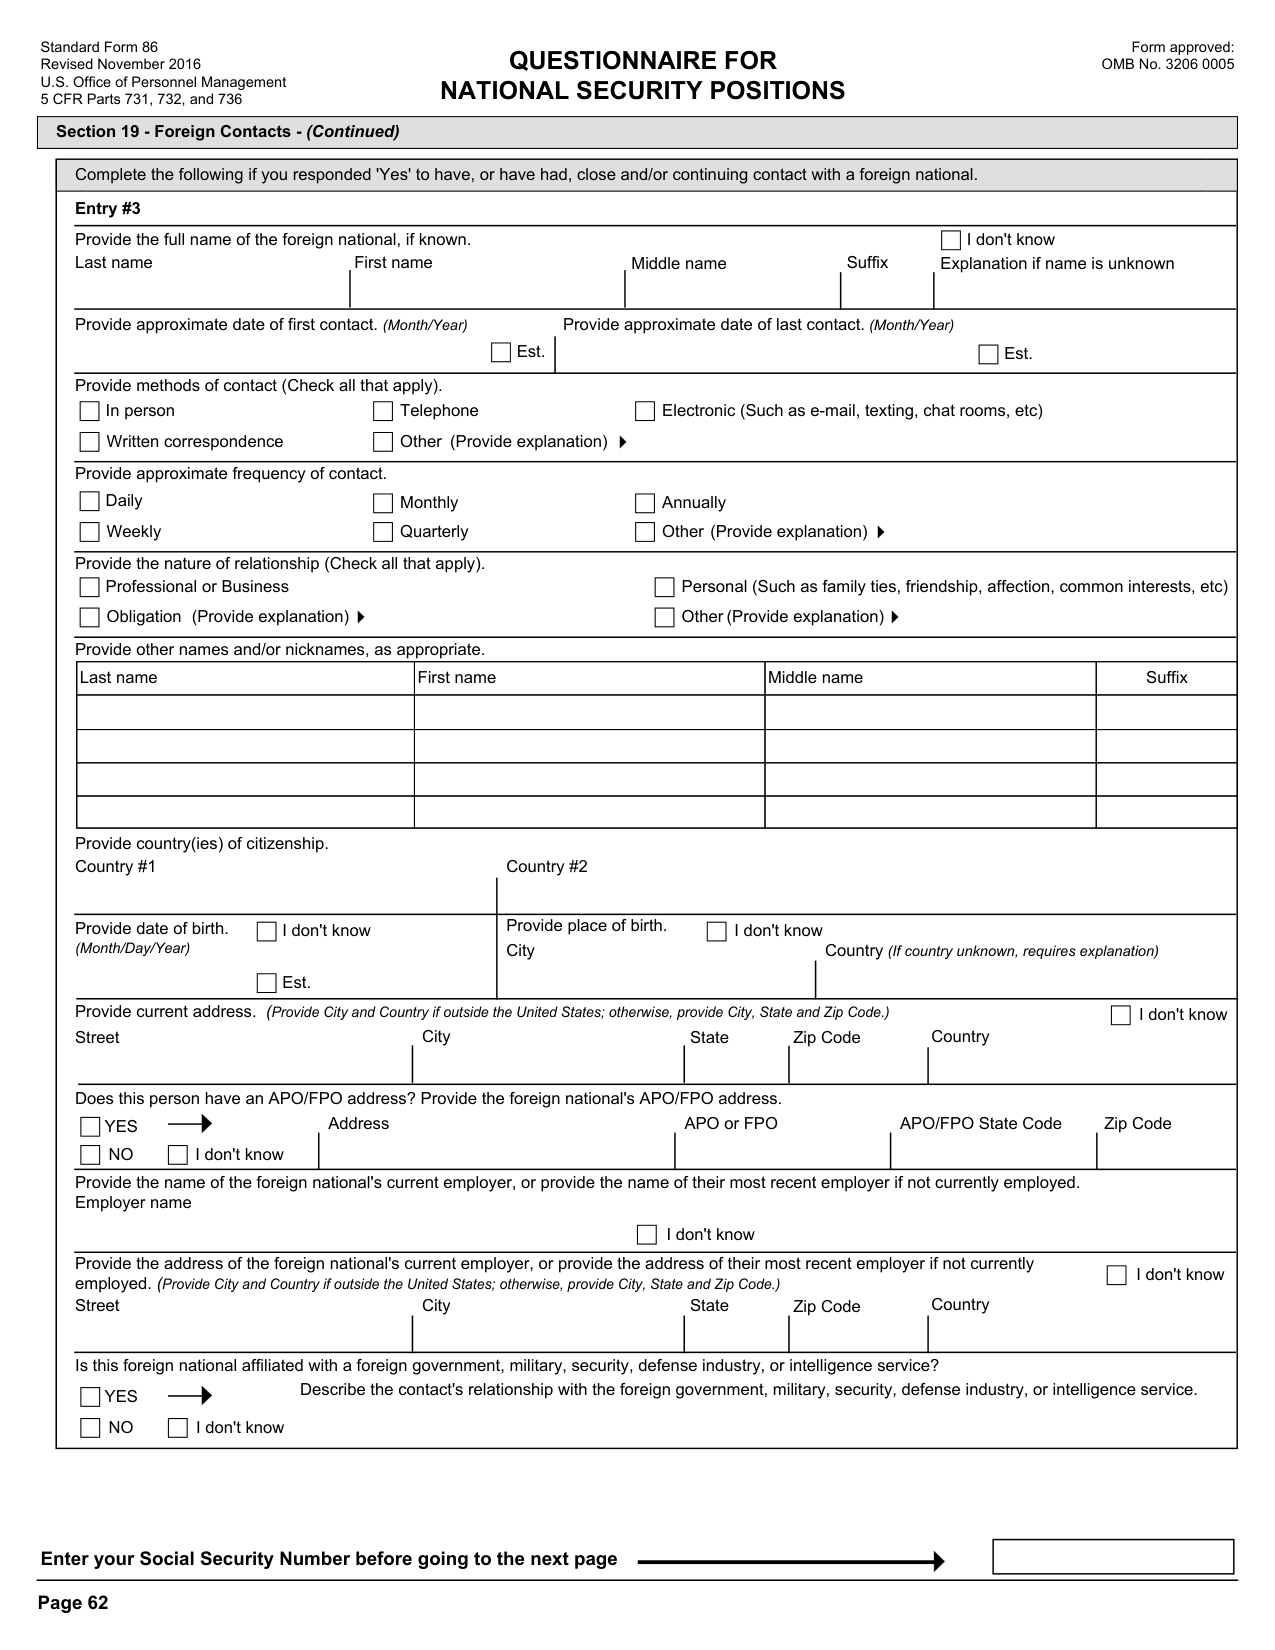 Standard Form 86
Revised November 2016
U.S. Office of Personnel Management
5 CFR Parts 731, 732, and 736
QUESTIONNAIRE FOR
NATIONAL SECURITY POSITIONS
Form approved:
OMB No. 3206 0005
Section 19 - Foreign Contacts - (Continued)
Complete the following if you responded 'Yes' to have, or have had, close and/or continuing contact with a foreign national.
Entry #3
Provide the full name of the foreign national, if known. I don't know
Last name First name Middle name Suffix Explanation if name is unknown
Provide approximate date of first contact. (Month/Year) Provide approximate date of last contact. (Month/Year)
Est. Est.
Provide methods of contact (Check all that apply).
In person Telephone Electronic (Such as e-mail, texting, chat rooms, etc)
Written correspondence Other (Provide explanation)
Provide approximate frequency of contact.
Daily Monthly Annually
Weekly Quarterly Other (Provide explanation)
Provide the nature of relationship (Check all that apply).
Professional or Business Personal (Such as family ties, friendship, affection, common interests, etc)
Obligation (Provide explanation) Other (Provide explanation)
Provide other names and/or nicknames, as appropriate.
Last name First name Middle name Suffix
Provide country(ies) of citizenship.
Country #1 Country #2
Provide date of birth. I don't know Provide place of birth. I don't know
(Month/Day/Year) City Country (If country unknown, requires explanation)
Est.
Provide current address. (Provide City and Country if outside the United States; otherwise, provide City, State and Zip Code.) I don't know
Street City State Zip Code Country
Does this person have an APO/FPO address? Provide the foreign national's APO/FPO address.
YES Address APO or FPO APO/FPO State Code Zip Code
NO I don't know
Provide the name of the foreign national's current employer, or provide the name of their most recent employer if not currently employed.
Employer name
I don't know
Provide the address of the foreign national's current employer, or provide the address of their most recent employer if not currently
employed. (Provide City and Country if outside the United States; otherwise, provide City, State and Zip Code.) I don't know
Street City State Zip Code Country
Is this foreign national affiliated with a foreign government, military, security, defense industry, or intelligence service?
YES Describe the contact's relationship with the foreign government, military, security, defense industry, or intelligence service.
NO I don't know
Enter your Social Security Number before going to the next page
Page 62